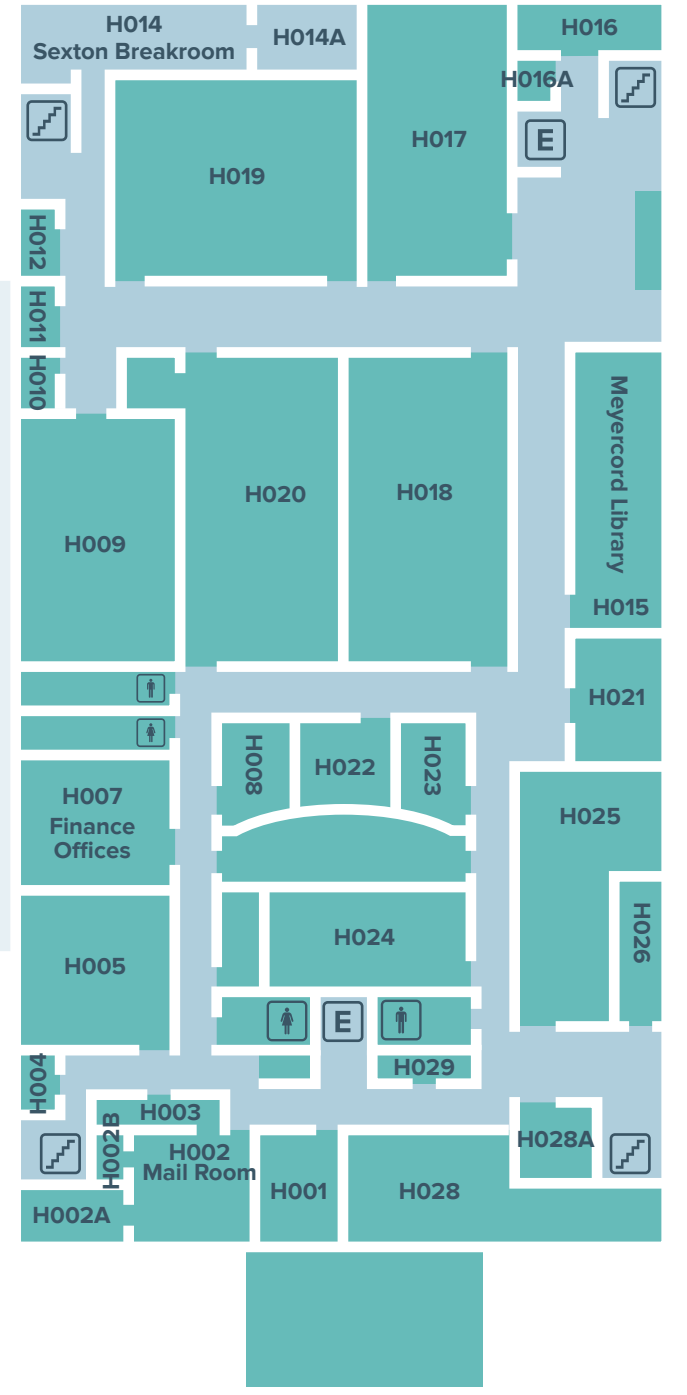 H014
Sexton Breakroom
H014A
H016
H016A
E
H017
H019
H012
H011
H010
H020
H018
Meyercord Library
H015
H009
H021
H008
H022
H023
H007
Finance
Offices
H025
H026
H005
H024
E
H029
H004
H003
H002B
H002
Mail Room
H002A
H001
H028
H028A